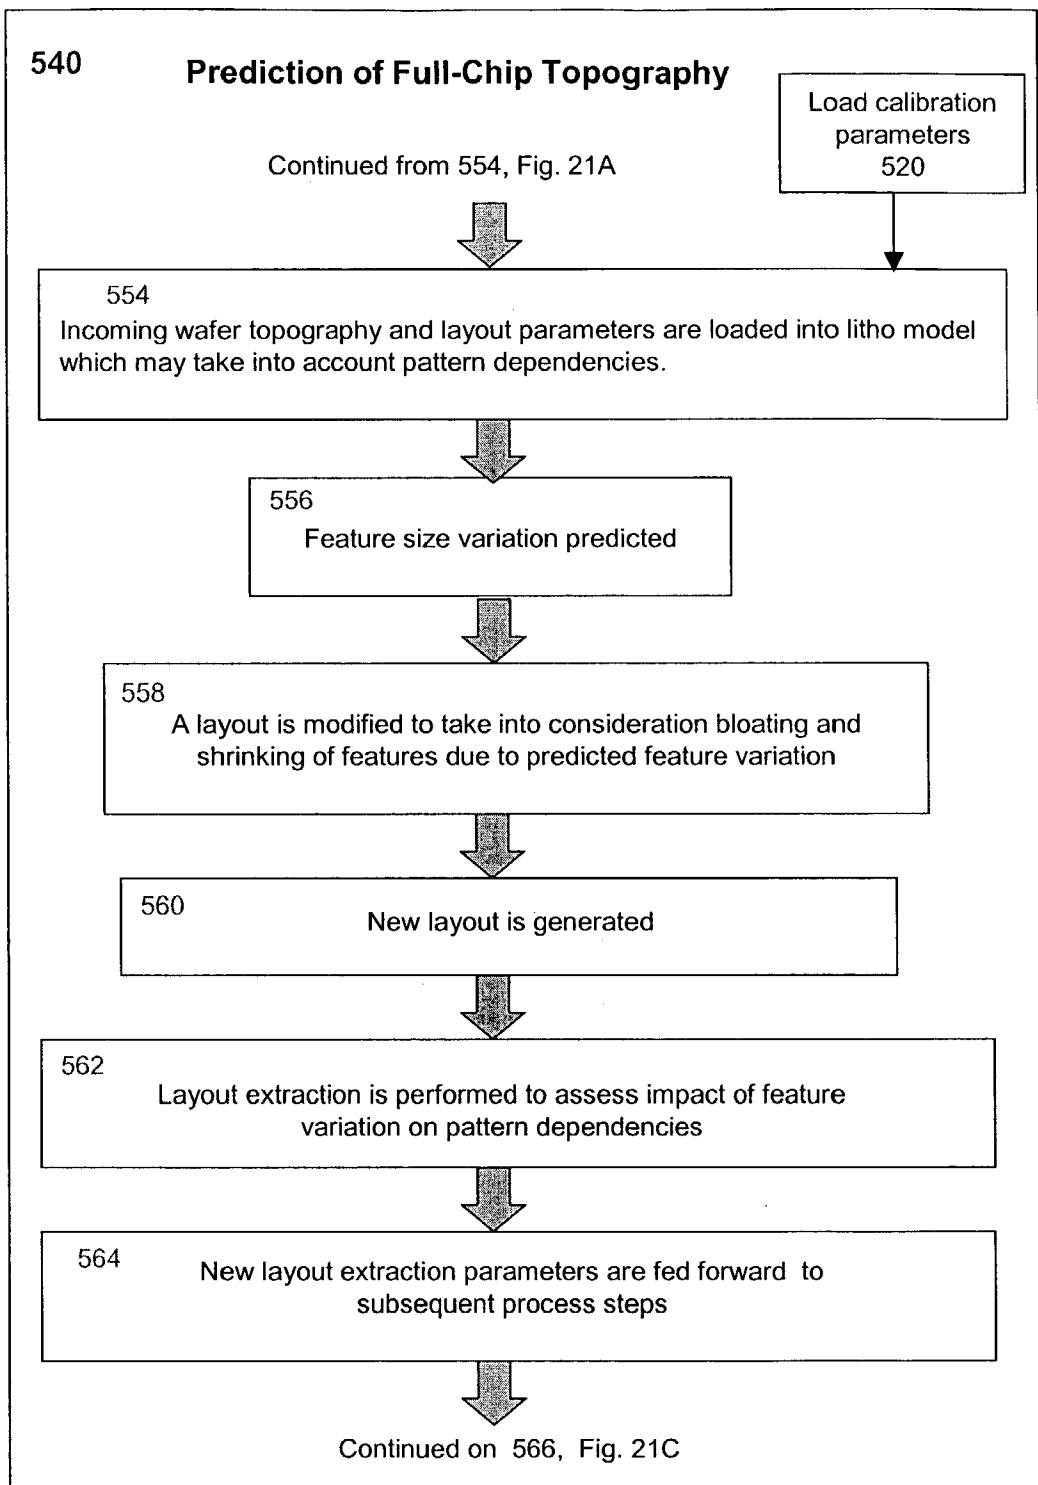 540
Prediction of Full-Chip Topography
Load calibration
parameters
520
Continued from 554, Fig. 21A
554
Incoming wafer topography and layout parameters are loaded into litho model
which may take into account pattern dependencies.
556
Feature size variation predicted
558
A layout is modified to take into consideration bloating and
shrinking of features due to predicted feature variation
560
New layout is generated
562
Layout extraction is performed to assess impact of feature
variation on pattern dependencies
564
New layout extraction parameters are fed forward to
subsequent process steps
Continued on 566, Fig. 21C